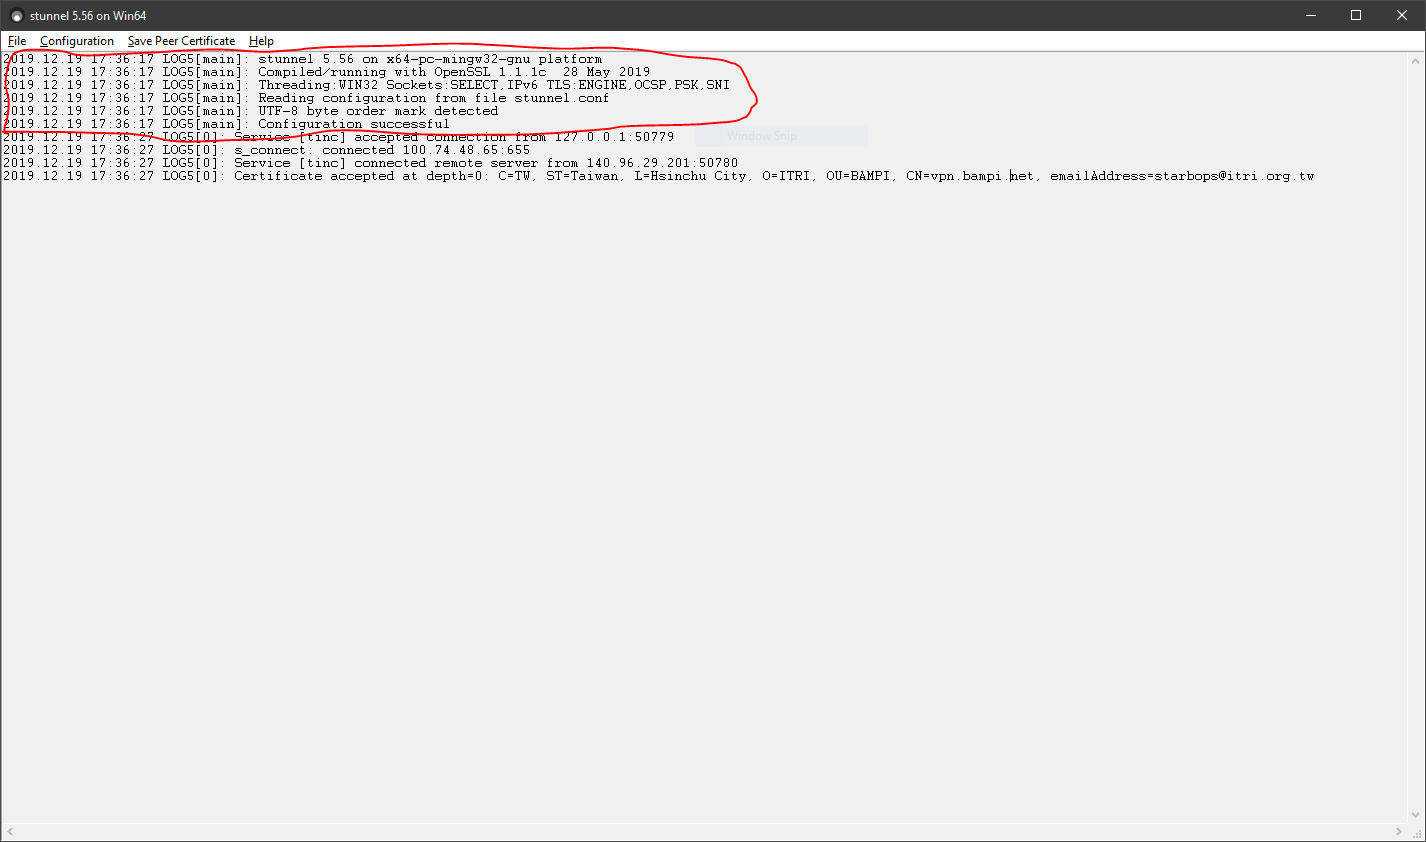 stunnel 5.56 on Win64
File Configuration Save Peer Certificate Help
2019.12.19 17:36:17 LOG5[main]: stunnel 5.56 on x64-pc-mingw32-gnu platform
2019.12.19 17:36:17 LOG5[main]: Compiled/running with OpenSSL 1.1.1c  28 May 2019
2019.12.19 17:36:17 LOG5[main]: Threading:WIN32 Sockets:SELECT,IPv6 TLS:ENGINE,OCSP,PSK,SNI
2019.12.19 17:36:17 LOG5[main]: Reading configuration from file stunnel.conf
2019.12.19 17:36:17 LOG5[main]: UTF-8 byte order mark detected
2019.12.19 17:36:17 LOG5[main]: Configuration successful
2019.12.19 17:36:27 LOG5[0]: Service [tinc] accepted connection from 127.0.0.1:50779
Window Snip
2019.12.19 17:36:27 LOG5[0]: s_connect: connected 100.74.48.65:655
2019.12.19 17:36:27 LOG5[0]: Service [tinc] connected remote server from 140.96.29.201:50780
2019.12.19 17:36:27 LOG5[0]: Certificate accepted at depth=0: C=TW, ST=Taiwan, L=Hsinchu City, O=ITRI, OU=BAMPI, CN=vpn.bampi.net, emailAddress=starbops@itri.org.tw